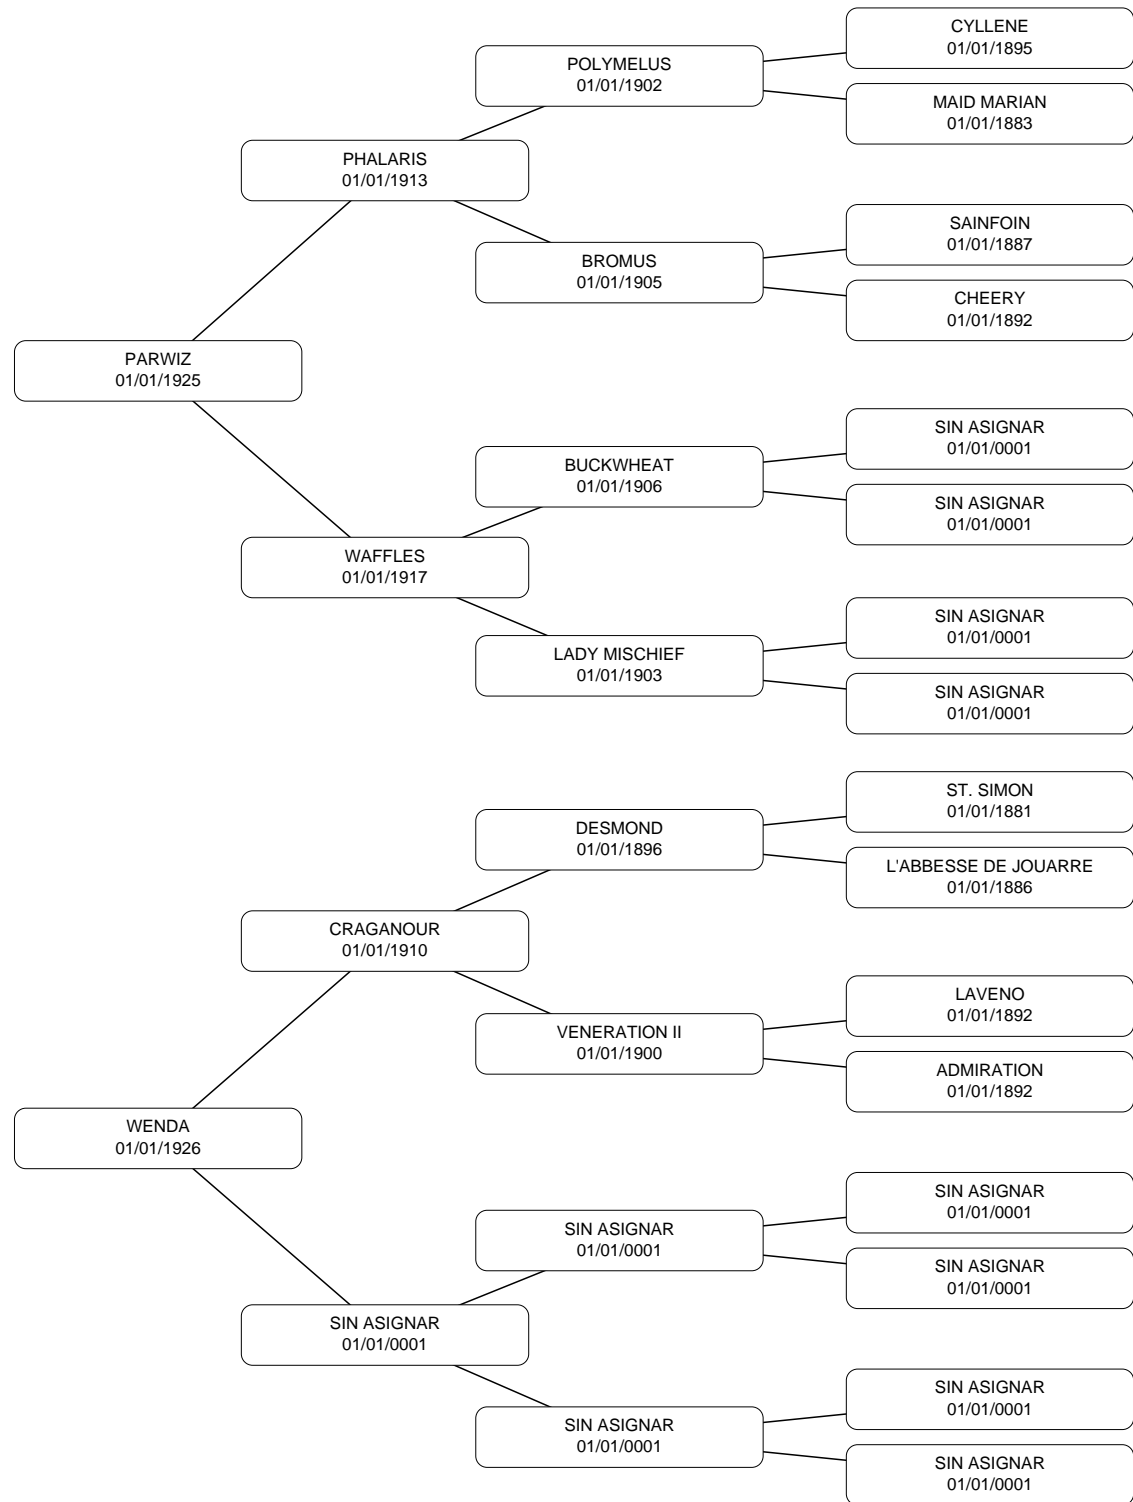 CYLLENE
01/01/1895
POLYMELUS
01/01/1902
MAID MARIAN
01/01/1883
PHALARIS
01/01/1913
SAINFOIN
01/01/1887
BROMUS
01/01/1905
CHEERY
01/01/1892
PARWIZ
01/01/1925
SIN ASIGNAR
01/01/0001
BUCKWHEAT
01/01/1906
SIN ASIGNAR
01/01/0001
WAFFLES
01/01/1917
SIN ASIGNAR
01/01/0001
LADY MISCHIEF
01/01/1903
SIN ASIGNAR
01/01/0001
ST. SIMON
01/01/1881
DESMOND
01/01/1896
L'ABBESSE DE JOUARRE
01/01/1886
CRAGANOUR
01/01/1910
LAVENO
01/01/1892
VENERATION II
01/01/1900
ADMIRATION
01/01/1892
WENDA
01/01/1926
SIN ASIGNAR
01/01/0001
SIN ASIGNAR
01/01/0001
SIN ASIGNAR
01/01/0001
SIN ASIGNAR
01/01/0001
SIN ASIGNAR
01/01/0001
SIN ASIGNAR
01/01/0001
SIN ASIGNAR
01/01/0001